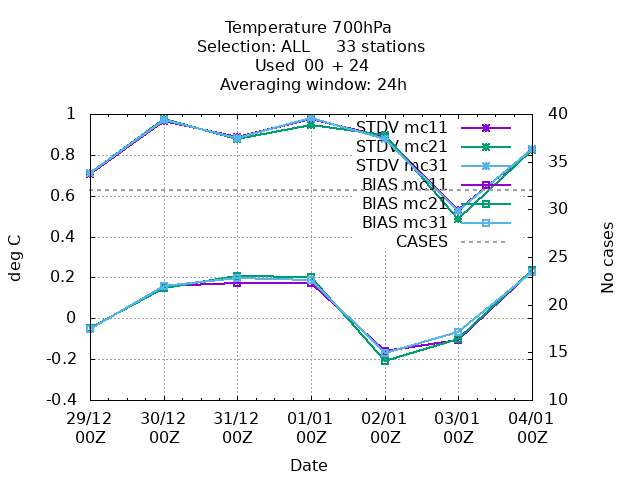 Temperature 700hPa
Selection: ALL 33 stations
Used 00 + 24
Averaging window: 24h
1
0.8
0.6
0.4
0.2
0
-0.2
-0.4
deg C
40
35
30
25
20
15
10
No cases
STDV mc11
STDV mc21
STDV mc31
BIAS mc11
BIAS mc21
BIAS mc31
CASES
29/12 30/12 31/12 01/01 02/01 03/01 04/01
00Z 00Z 00Z 00Z 00Z 00Z 00Z
Date